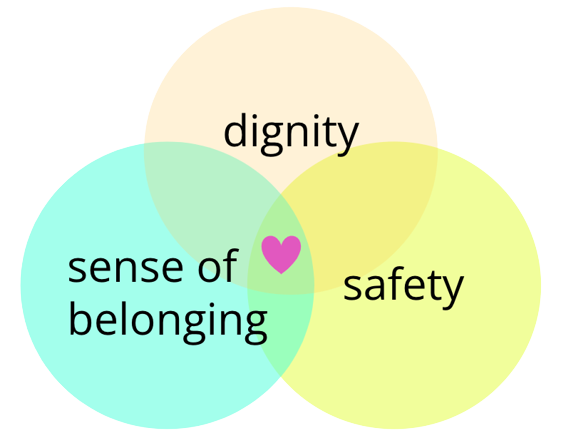 dignity
sense of
belonging
safety